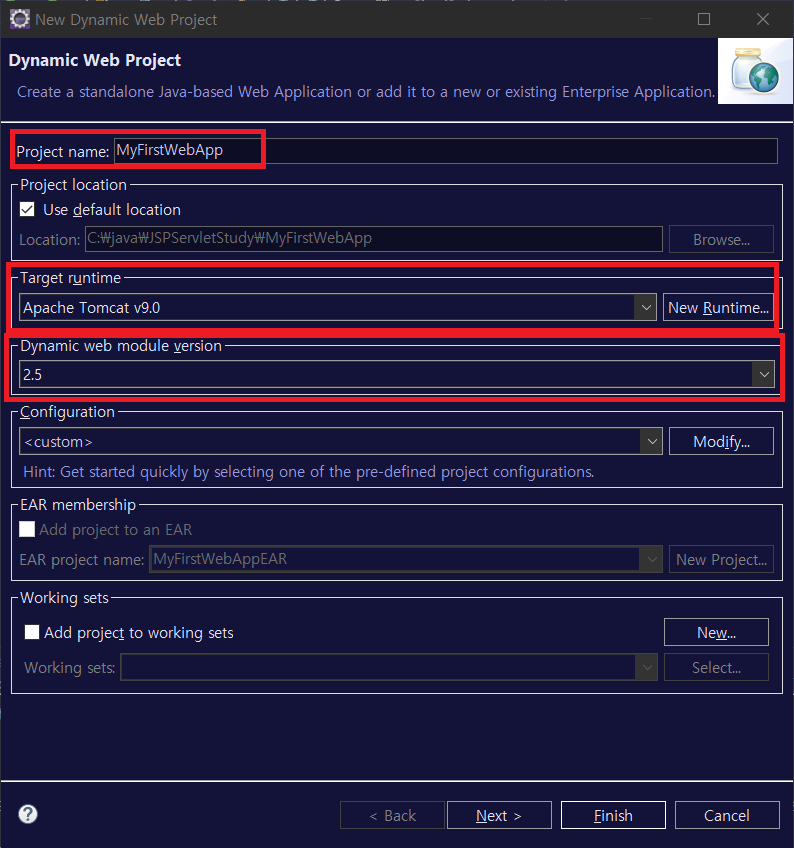 New Dynamic Web Project
Dynamic Web Project
Create a standalone Java-based Web Application or add it to a new or existing Enterprise Application.
Project name: MyFirstWebApp
Project location
Use default location
Location: C:₩java₩JSPServletStudy₩MyFirstWebApp Browse...
Target runtime
Apache Tomcat v9.0 New Runtime...
Dynamic web module version
2.5
Configuration
<custom> Modify...
Hint: Get started quickly by selecting one of the pre-defined project configurations.
EAR membership
Add project to an EAR
EAR project name: MyFirstWebAppEAR New Project...
Working sets
Add project to working sets New...
Working sets: Select...
? < Back Next > Finish Cancel